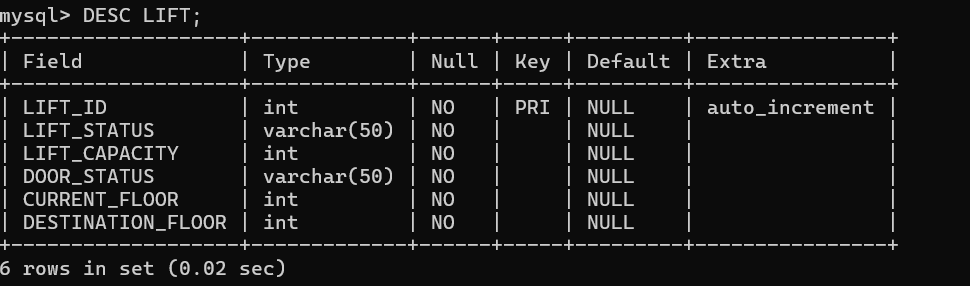 mysql> DESC LIFT;
+-------------------+-------------+------+-----+---------+----------------+
| Field             | Type        | Null | Key | Default | Extra          |
+-------------------+-------------+------+-----+---------+----------------+
| LIFT_ID           | int         | NO   | PRI | NULL    | auto_increment |
| LIFT_STATUS       | varchar(50) | NO   |     | NULL    |                |
| LIFT_CAPACITY     | int         | NO   |     | NULL    |                |
| DOOR_STATUS       | varchar(50) | NO   |     | NULL    |                |
| CURRENT_FLOOR     | int         | NO   |     | NULL    |                |
| DESTINATION_FLOOR | int         | NO   |     | NULL    |                |
+-------------------+-------------+------+-----+---------+----------------+
6 rows in set (0.02 sec)